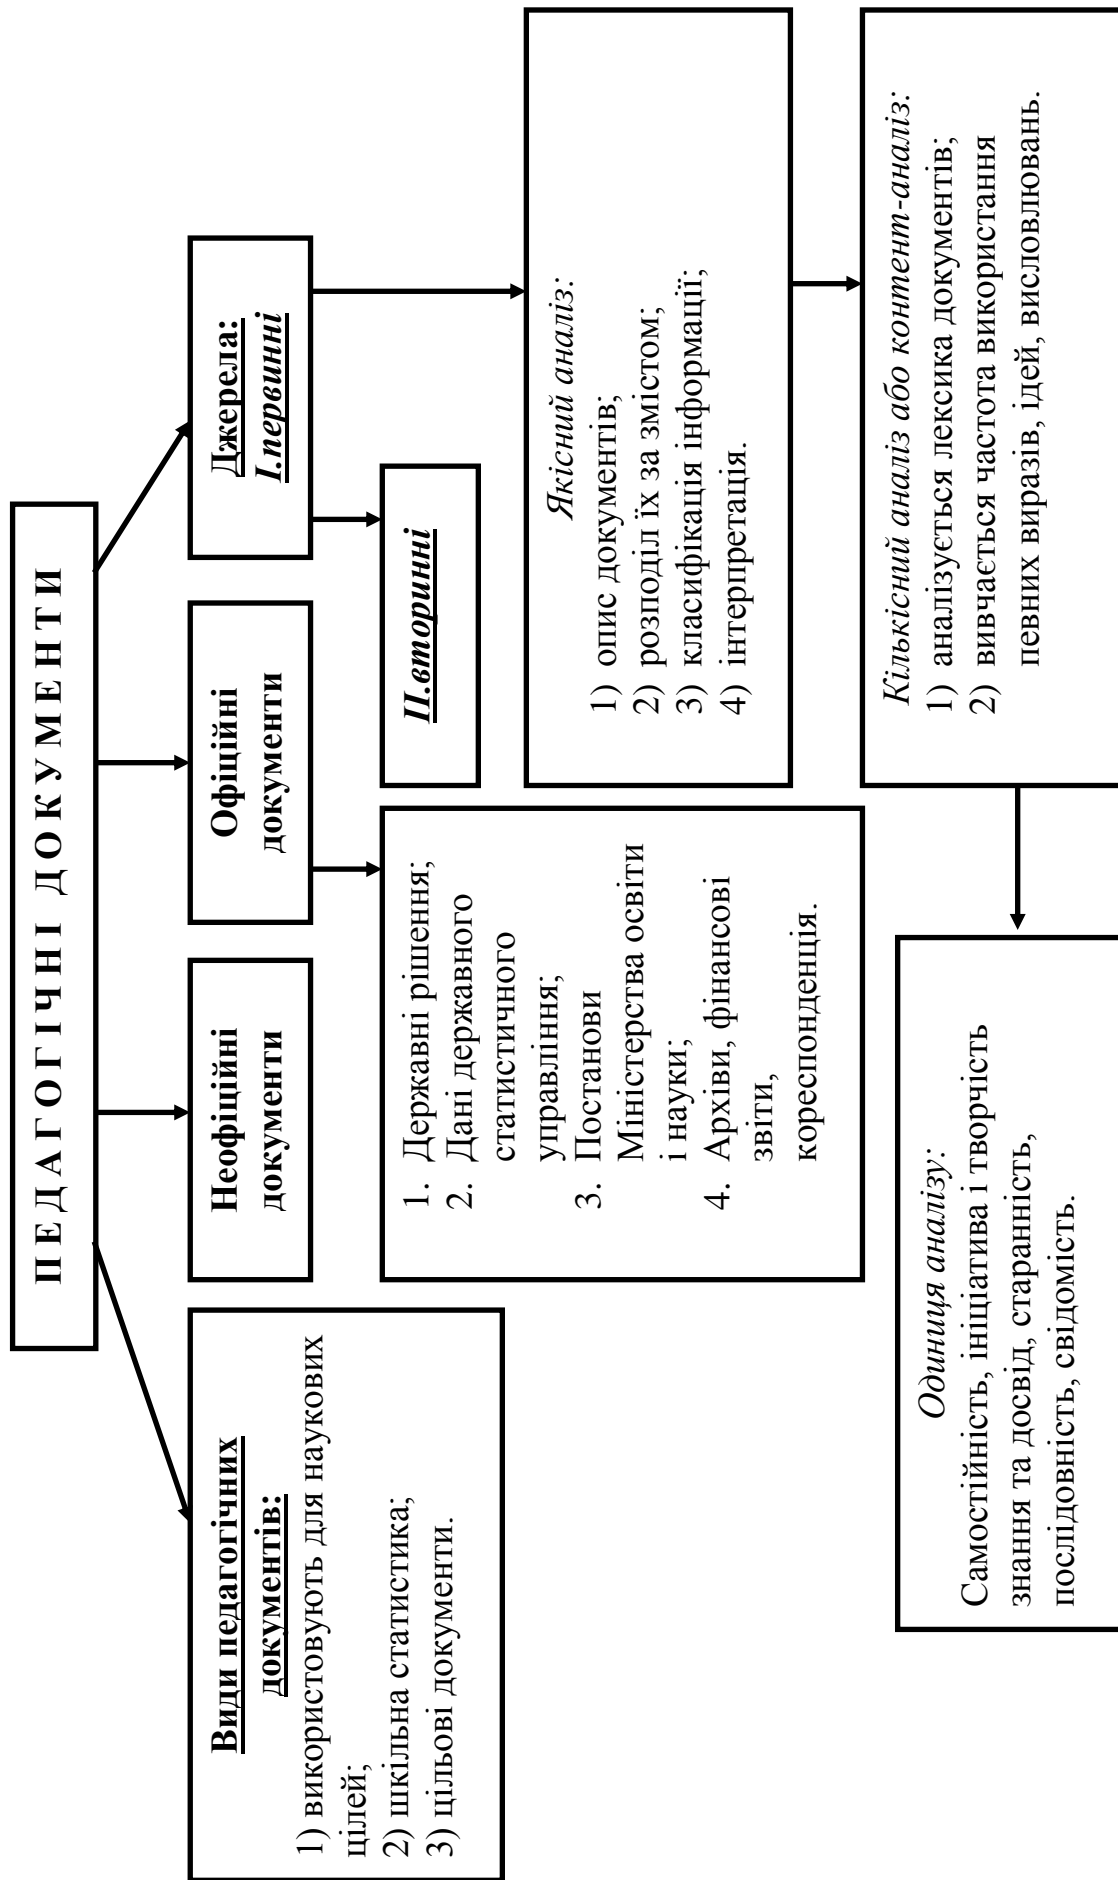 ПЕДАГОГІЧНІ ДОКУМЕНТИ
Види педагогічних
документів:
1) використовують для наукових
цілей;
2) шкільна статистика;
3) цільові документи.
Неофіційні
документи
Офіційні
документи
Джерела:
І.первинні
ІІ.вторинні
1. Державні рішення;
2. Дані державного
статистичного
управління;
3. Постанови
Міністерства освіти
і науки;
4. Архіви, фінансові
звіти,
кореспонденція.
Якісний аналіз:
1) опис документів;
2) розподіл їх за змістом;
3) класифікація інформації;
4) інтерпретація.
Кількісний аналіз або контент-аналіз:
1) аналізується лексика документів;
2) вивчається частота використання
певних виразів, ідей, висловлювань.
Одиниця аналізу:
Самостійність, ініціатива і творчість
знання та досвід, старанність,
послідовність, свідомість.